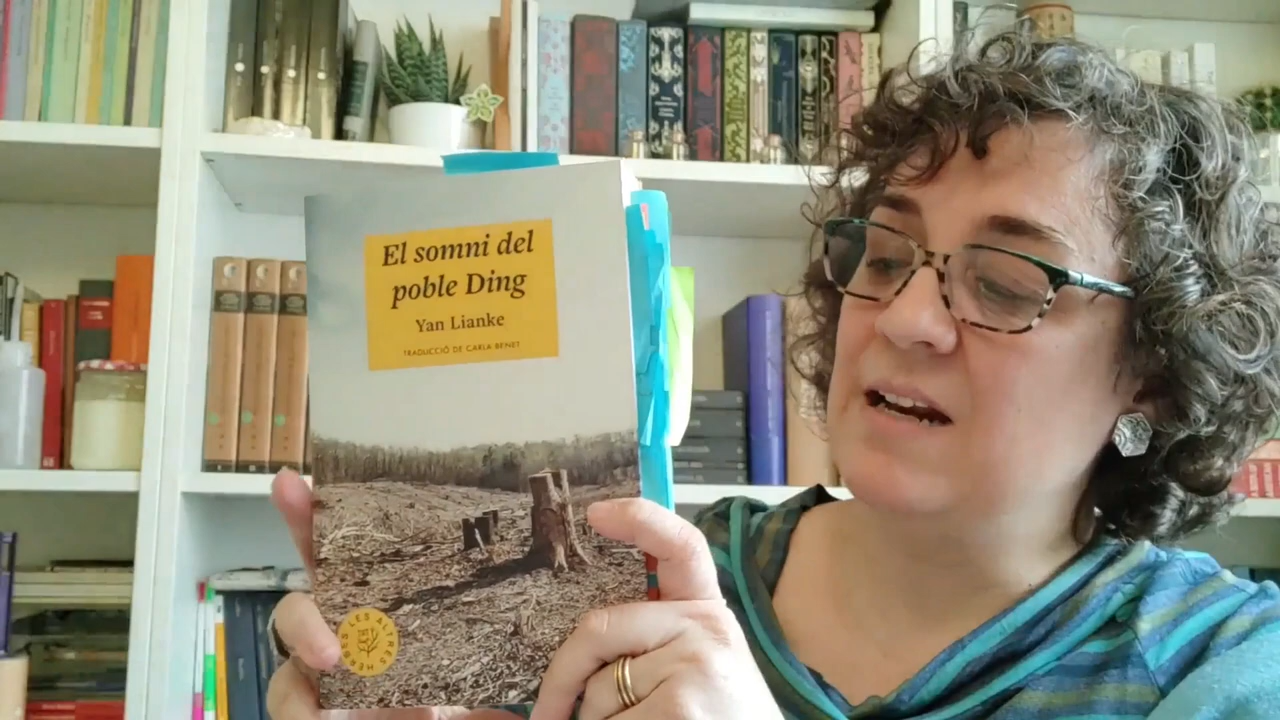 El somni del
poble Ding
Yan Lianke
TRADUCCIÓ DE CARLA BENET
LES ALTRES HERBES